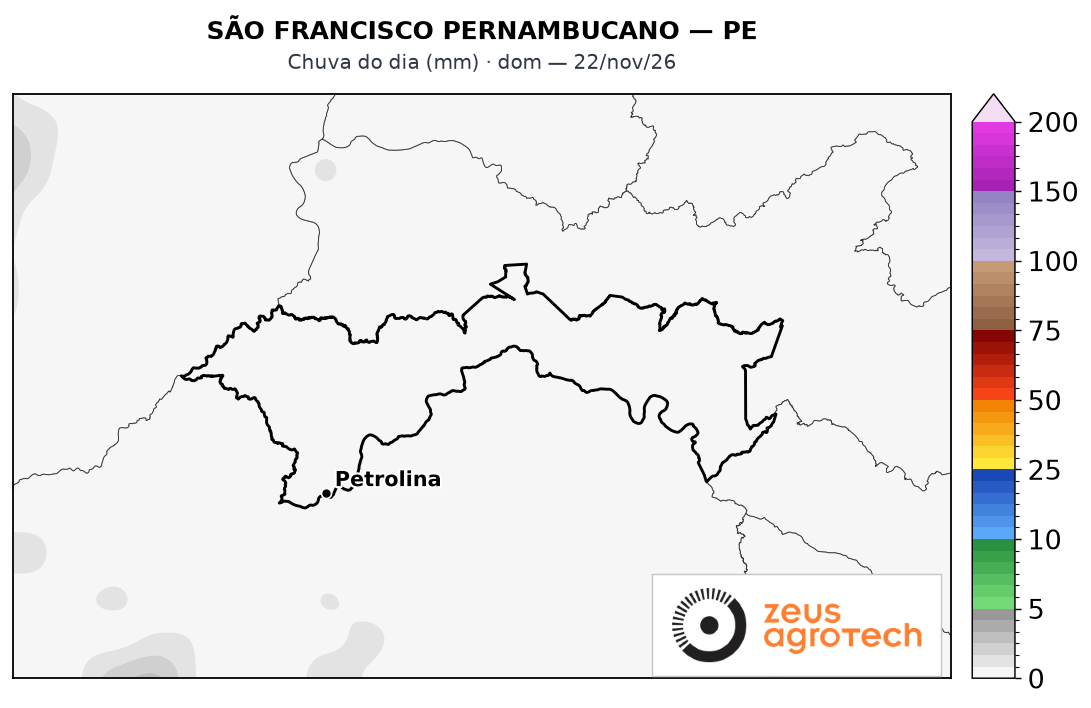 SÃO FRANCISCO PERNAMBUCANO — PE
Chuva do dia (mm) · dom — 22/nov/26
200
150
100
75
50
25
10
5
0
Petrolina
zeus
agrotech